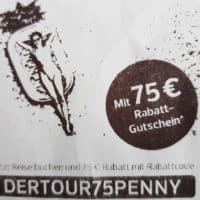 Mit 75 €
Rabatt-
Gutschein*
Reise buchen und 75 € Rabatt mit Rabattcode
DERTOUR75PENNY